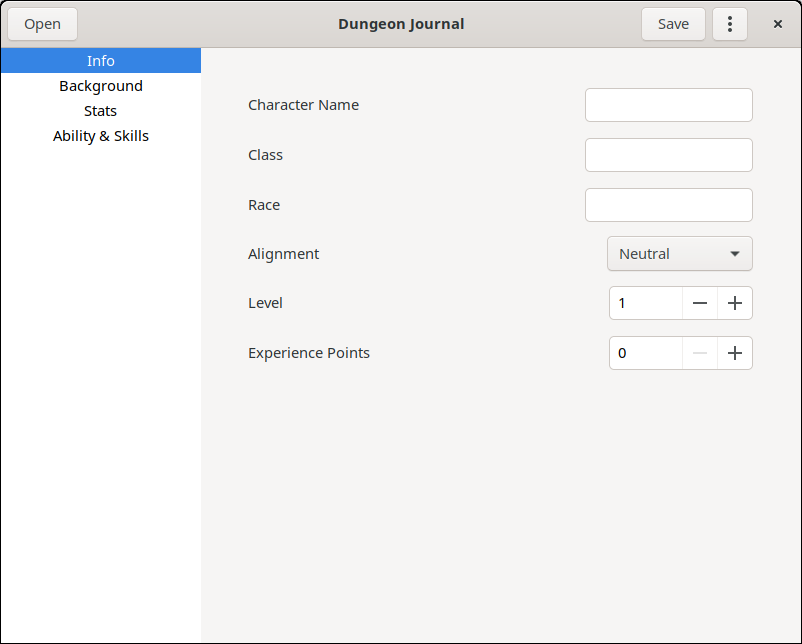 Open
Dungeon Journal
Save
Info
Background
Stats
Ability & Skills
Character Name
Class
Race
Alignment
Neutral
Level
1
Experience Points
0